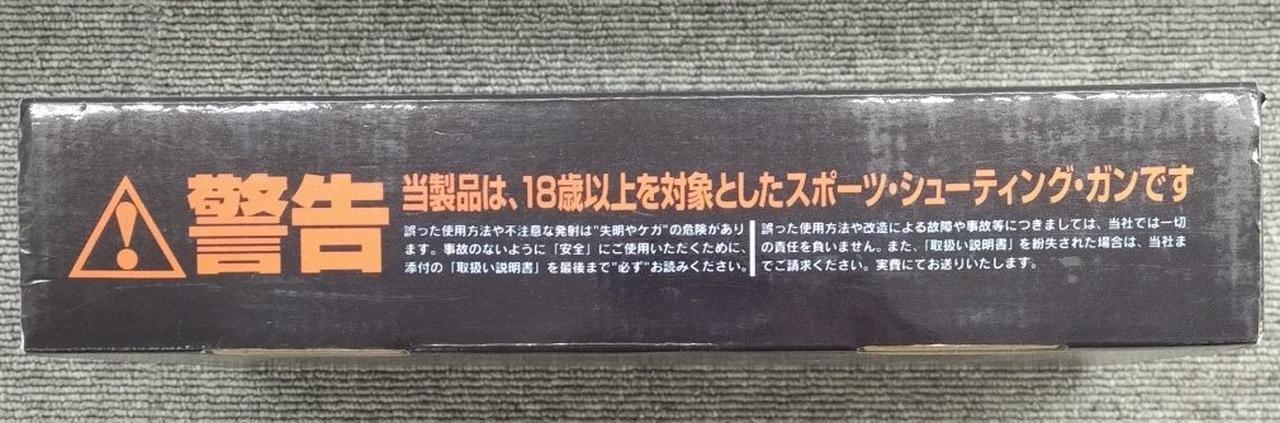 警告
当製品は、18歳以上を対象としたスポーツ・シューティング・ガンです
誤った使用方法や不注意な発射は"失明やケガ"の危険があり
ます。事故のないように「安全」にご使用いただくために、
添付の「取扱い説明書」を最後まで"必ず"お読みください。
誤った使用方法や改造による故障や事故等につきましては、当社では一切
の責任を負いません。また、「取扱い説明書」を紛失された場合は、当社ま
でご請求ください。実費にてお送りいたします。